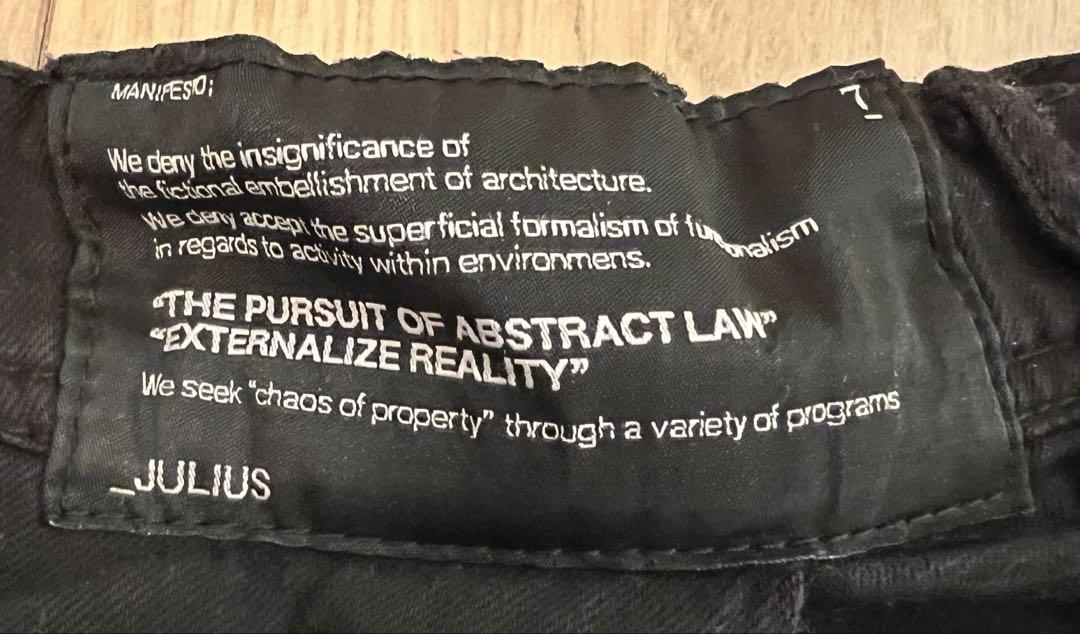 MANIFESTO;
7_
We deny the insignificance of
the fictional embellishment of architecture.
We deny accept the superficial formalism of functionalism
in regards to activity within environmens.
“THE PURSUIT OF ABSTRACT LAW”
“EXTERNALIZE REALITY”
We seek “chaos of property” through a variety of programs
_JULIUS